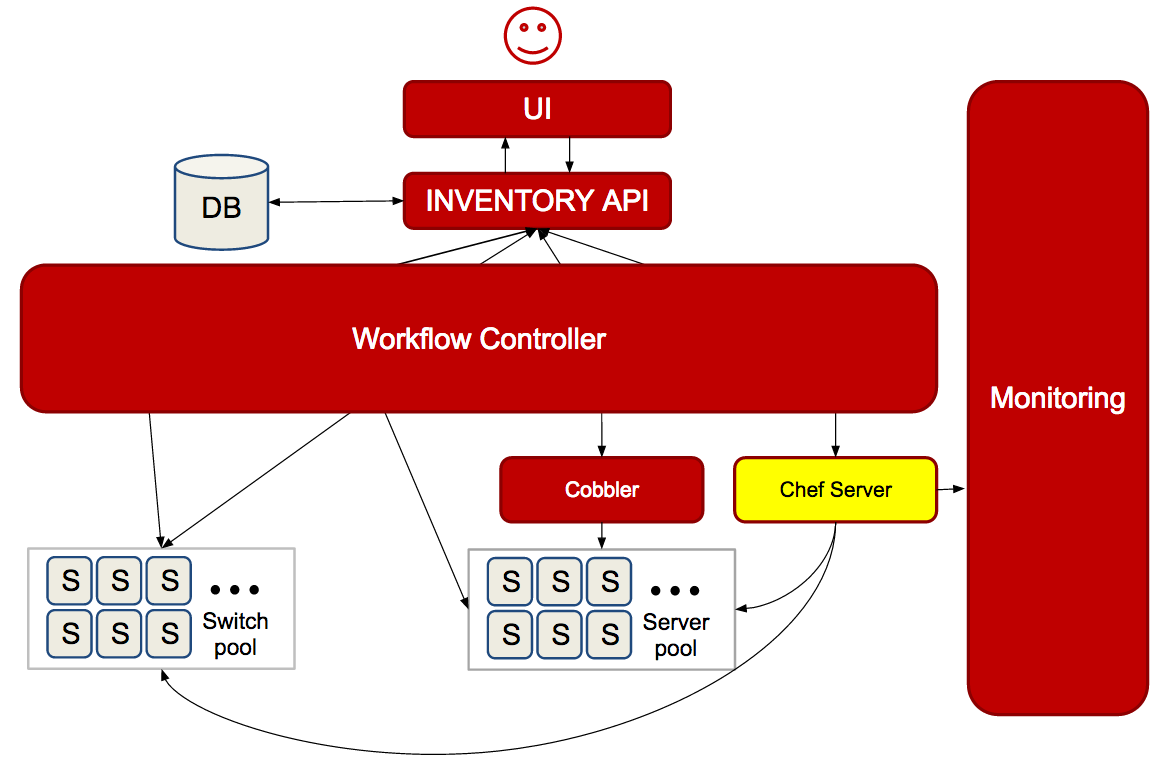 UI
DB
INVENTORY API
Workflow Controller
Monitoring
Cobbler
Chef Server
S S S
S S S
Switch
pool
S S S
S S S
Server
pool